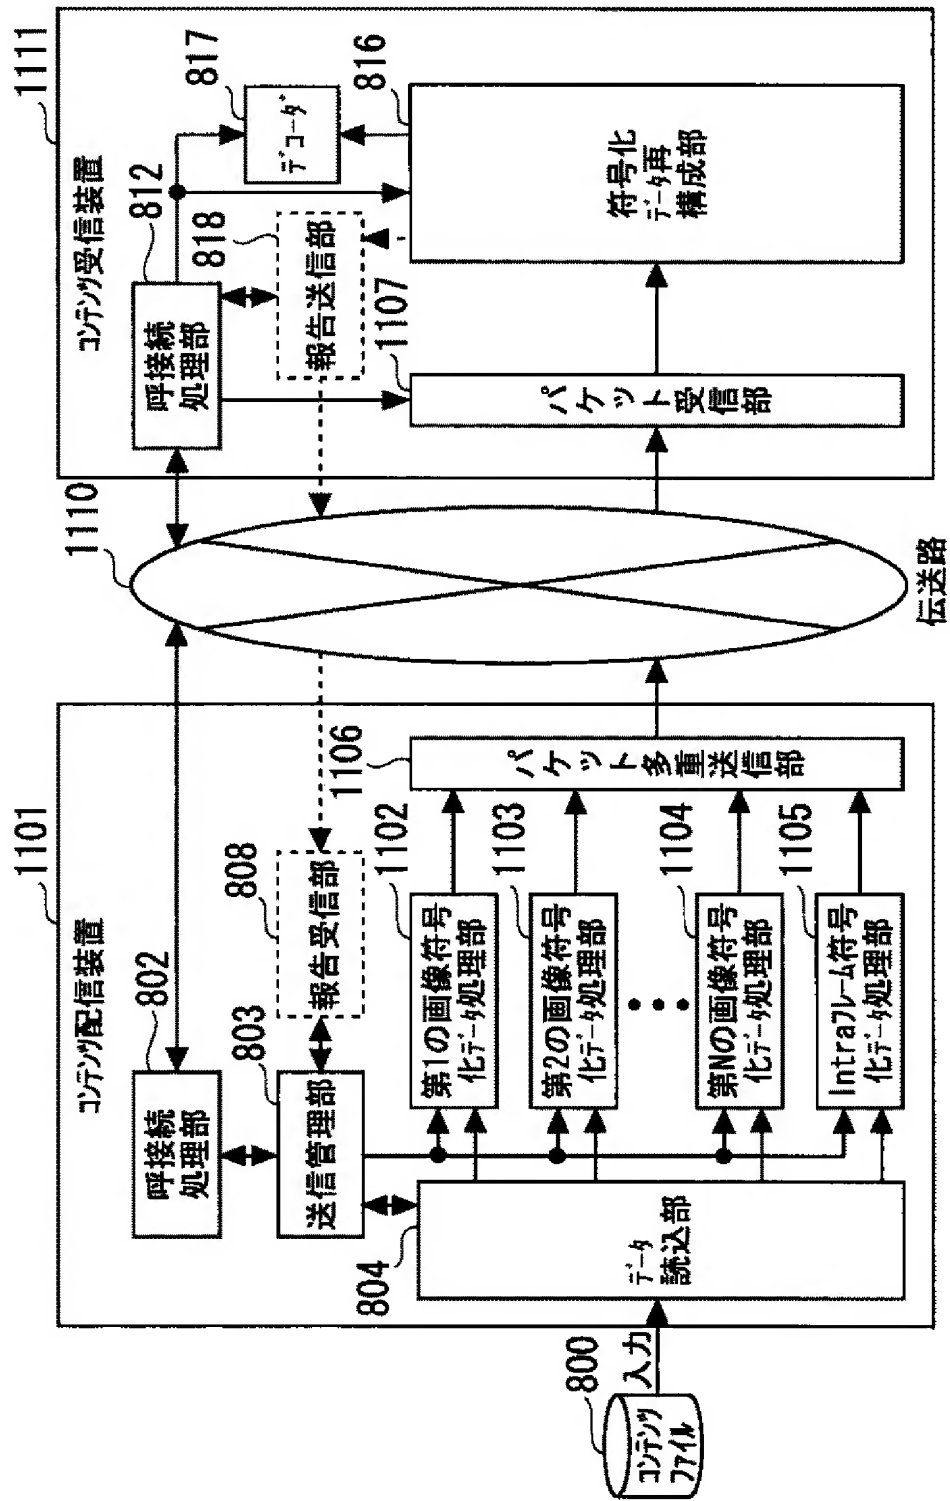 1101
コンテンツ配信装置
802
呼接続
処理部
803
送信管理部
808
報告受信部
804
データ
読込部
800
コンテンツ
ファイル
入力
1102
第1の画像符号
化データ処理部
1103
第2の画像符号
化データ処理部
1104
第Nの画像符号
化データ処理部
1105
Intraフレーム符号
化データ処理部
1106
パケット多重送信部
1110
伝送路
1111
コンテンツ受信装置
812
呼接続
処理部
818
報告送信部
817
デコーダ
1107
パケット受信部
816
符号化
データ再
構成部